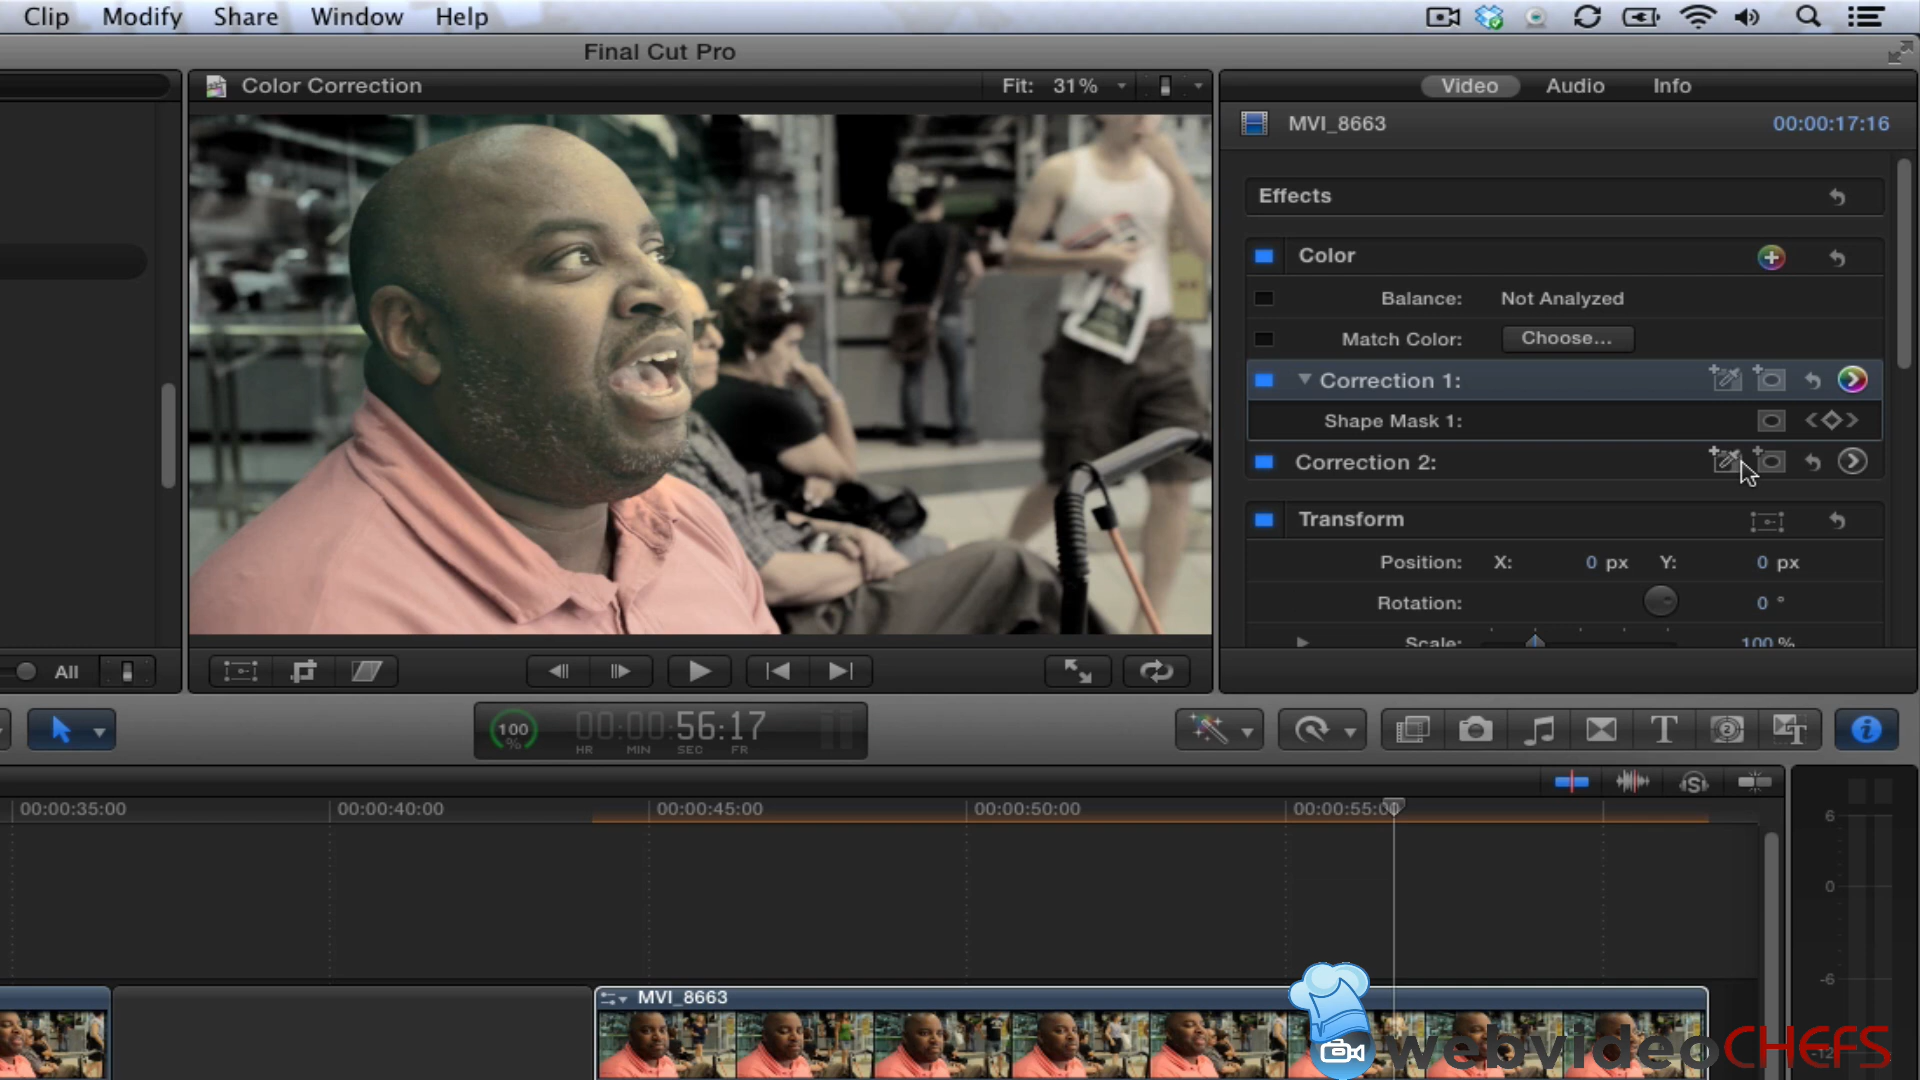 Clip Modify Share Window Help
Final Cut Pro
Color Correction Fit: 31%
Video Audio Info
MVI_8663 00:00:17:16
Effects
Color
Balance: Not Analyzed
Match Color: Choose...
Correction 1:
Shape Mask 1:
Correction 2:
Transform
Position: X: 0 px Y: 0 px
Rotation: 0 °
Scale: 100 %
All
100 % 00:00:56:17
HR MIN SEC FR
00:00:35:00 00:00:40:00 00:00:45:00 00:00:50:00 00:00:55:00
6
0
-6
-12
MVI_8663
webvideoCHEFS